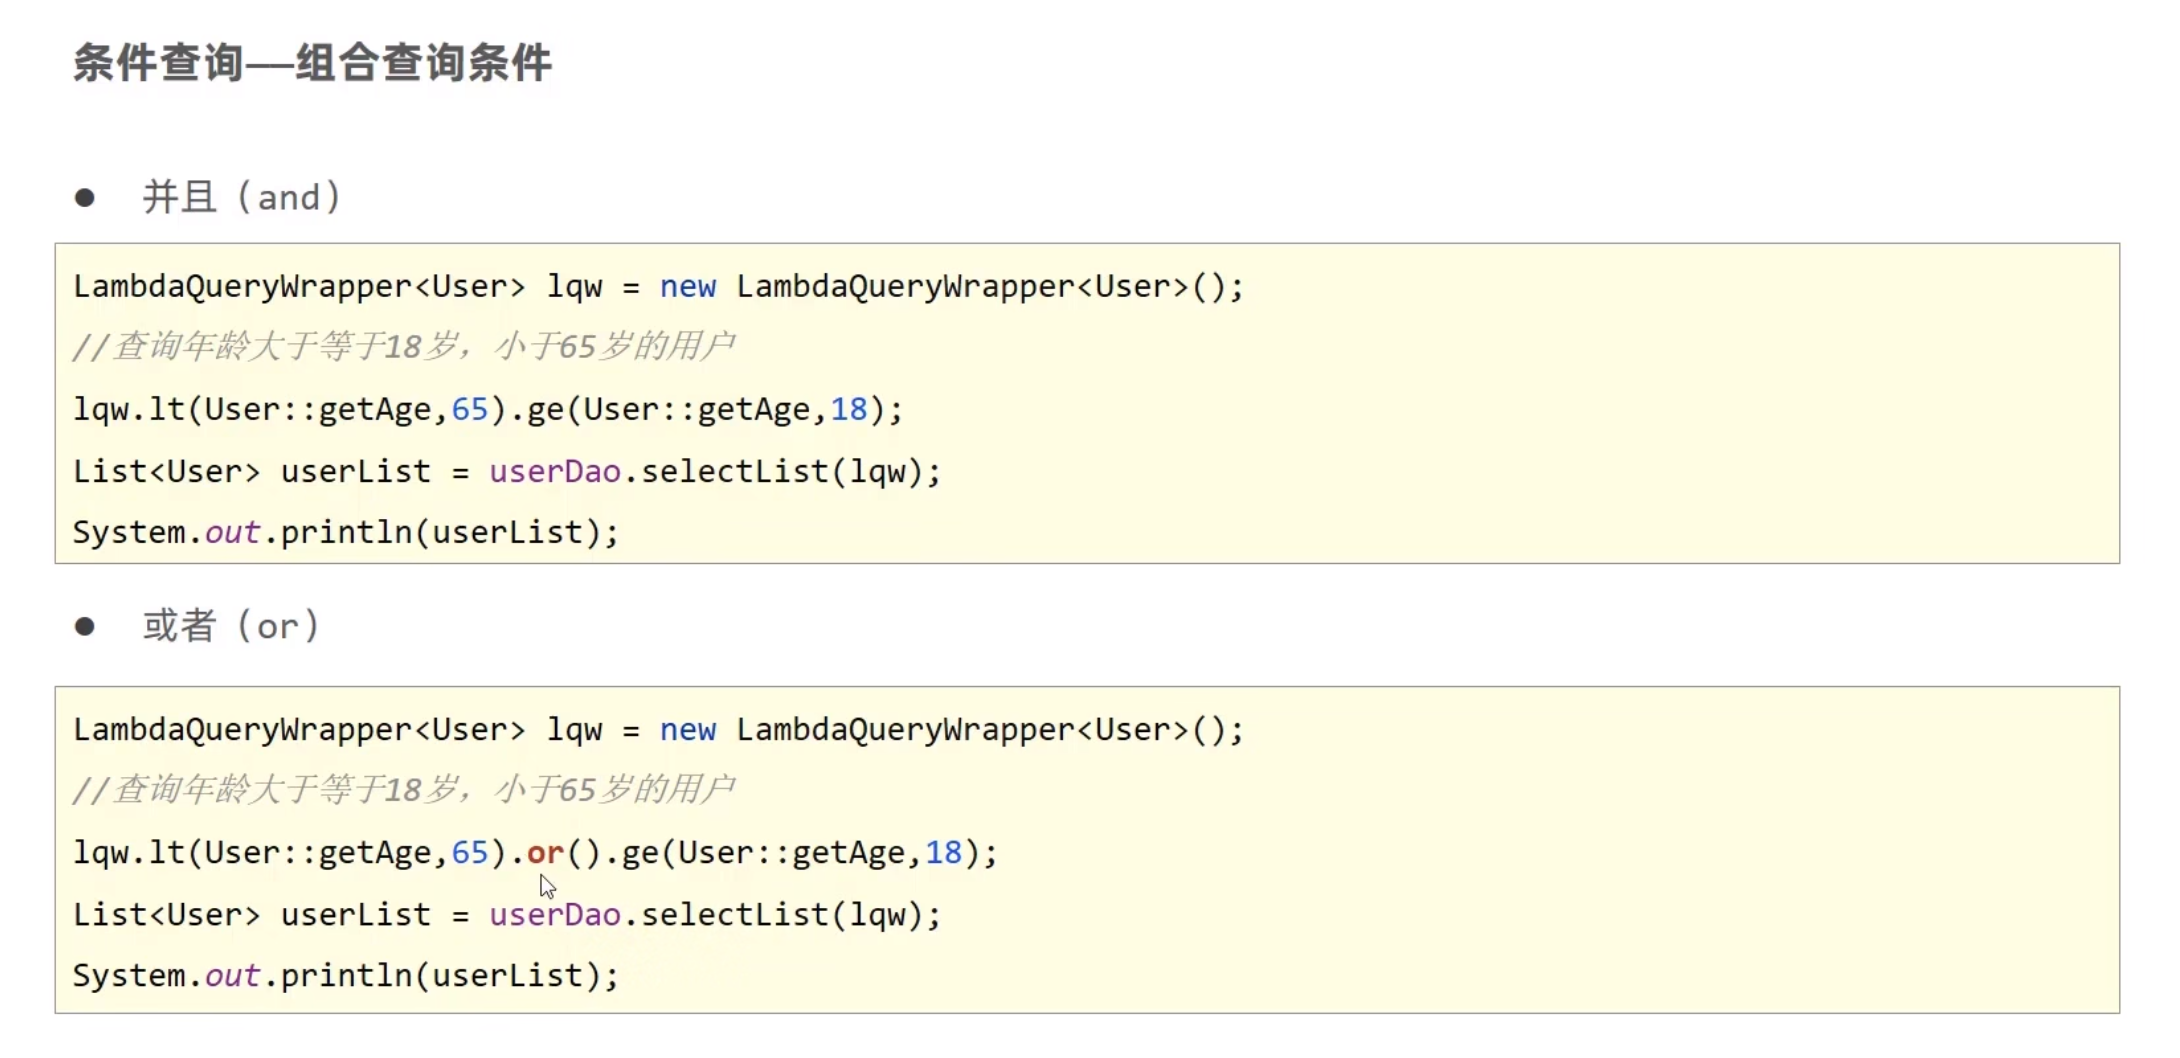 条件查询——组合查询条件
● 并且（and）
LambdaQueryWrapper<User> lqw = new LambdaQueryWrapper<User>();
//查询年龄大于等于18岁，小于65岁的用户
lqw.lt(User::getAge,65).ge(User::getAge,18);
List<User> userList = userDao.selectList(lqw);
System.out.println(userList);
● 或者（or）
LambdaQueryWrapper<User> lqw = new LambdaQueryWrapper<User>();
//查询年龄大于等于18岁，小于65岁的用户
lqw.lt(User::getAge,65).or().ge(User::getAge,18);
List<User> userList = userDao.selectList(lqw);
System.out.println(userList);